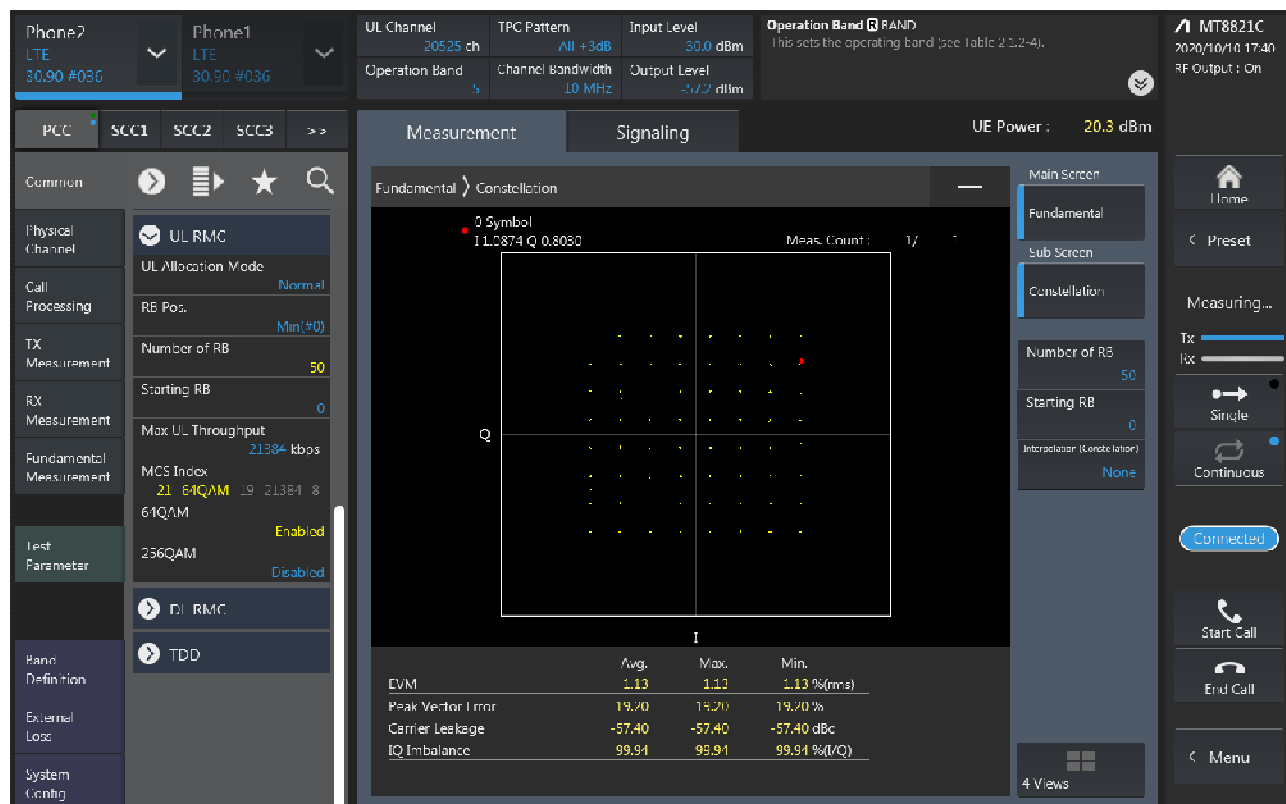 Phone2
LTE
30.90 #036
Phone1
LTE
30.90 #036
UL Channel
20525 ch
TPC Pattern
All +3dB
Input Level
30.0 dBm
Operation Band
5
Channel Bandwidth
10 MHz
Output Level
-57.2 dBm
Operation Band R BAND
This sets the operating band (see Table 2.1.2-4).
MT8821C
2020/10/10 17:40
RF Output : On
PCC
SCC1
SCC2
SCC3
>>
Measurement
Signaling
UE Power : 20.3 dBm
Common
Physical
Channel
Call
Processing
TX
Measurement
RX
Measurement
Fundamental
Measurement
Test
Parameter
Band
Definition
External
Loss
System
Config
UL RMC
UL Allocation Mode
Normal
RB Pos.
Min(#0)
Number of RB
50
Starting RB
0
Max UL Throughput
21384 kbps
MCS Index
21 64QAM 19 21384 8
64QAM
Enabled
256QAM
Disabled
DL RMC
TDD
Fundamental > Constellation
0 Symbol
I 1.0874 Q 0.8030
Meas. Count : 1/ 1
Q
I
Avg. Max. Min.
EVM 1.13 1.13 1.13 %(rms)
Peak Vector Error 19.20 19.20 19.20 %
Carrier Leakage -57.40 -57.40 -57.40 dBc
IQ Imbalance 99.94 99.94 99.94 %(I/Q)
Main Screen
Fundamental
Sub Screen
Constellation
Number of RB
50
Starting RB
0
Interpolation (Constellation)
None
4 Views
Home
< Preset
Measuring...
Tx
Rx
Single
Continuous
Connected
Start Call
End Call
< Menu